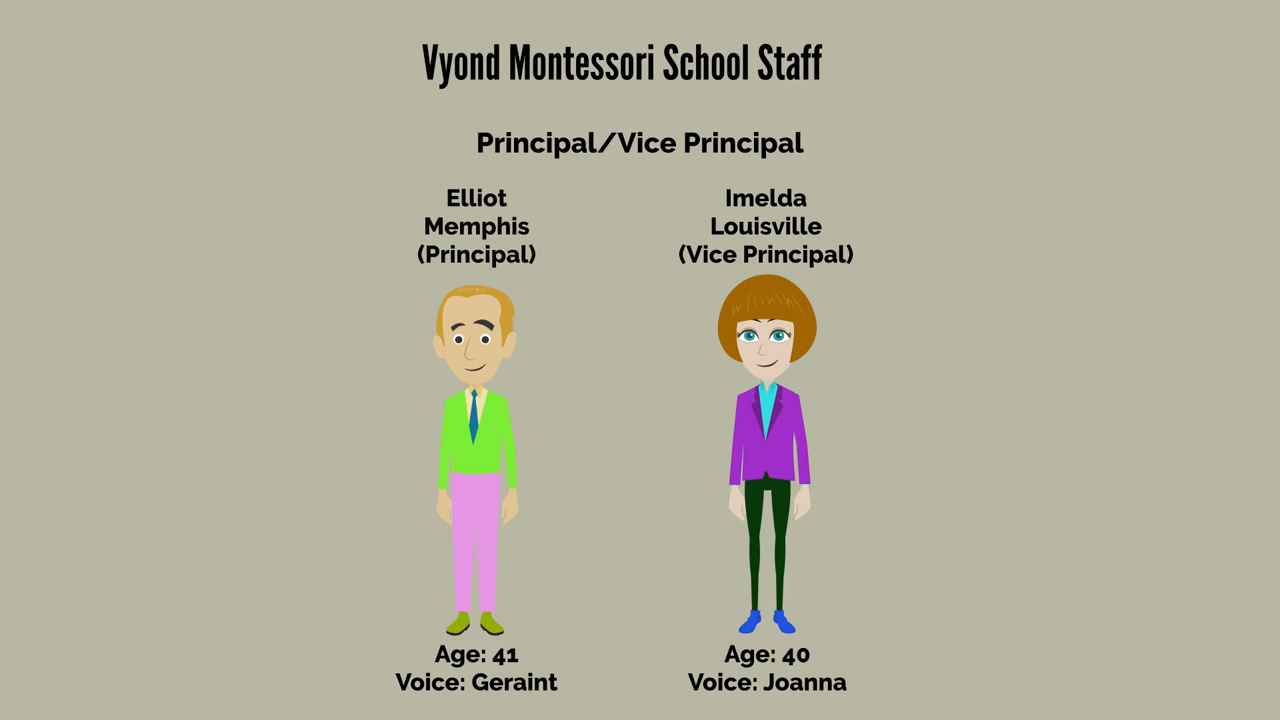 Vyond Montessori School Staff
Principal/Vice Principal
Elliot
Memphis
(Principal)
Imelda
Louisville
(Vice Principal)
Age: 41
Voice: Geraint
Age: 40
Voice: Joanna